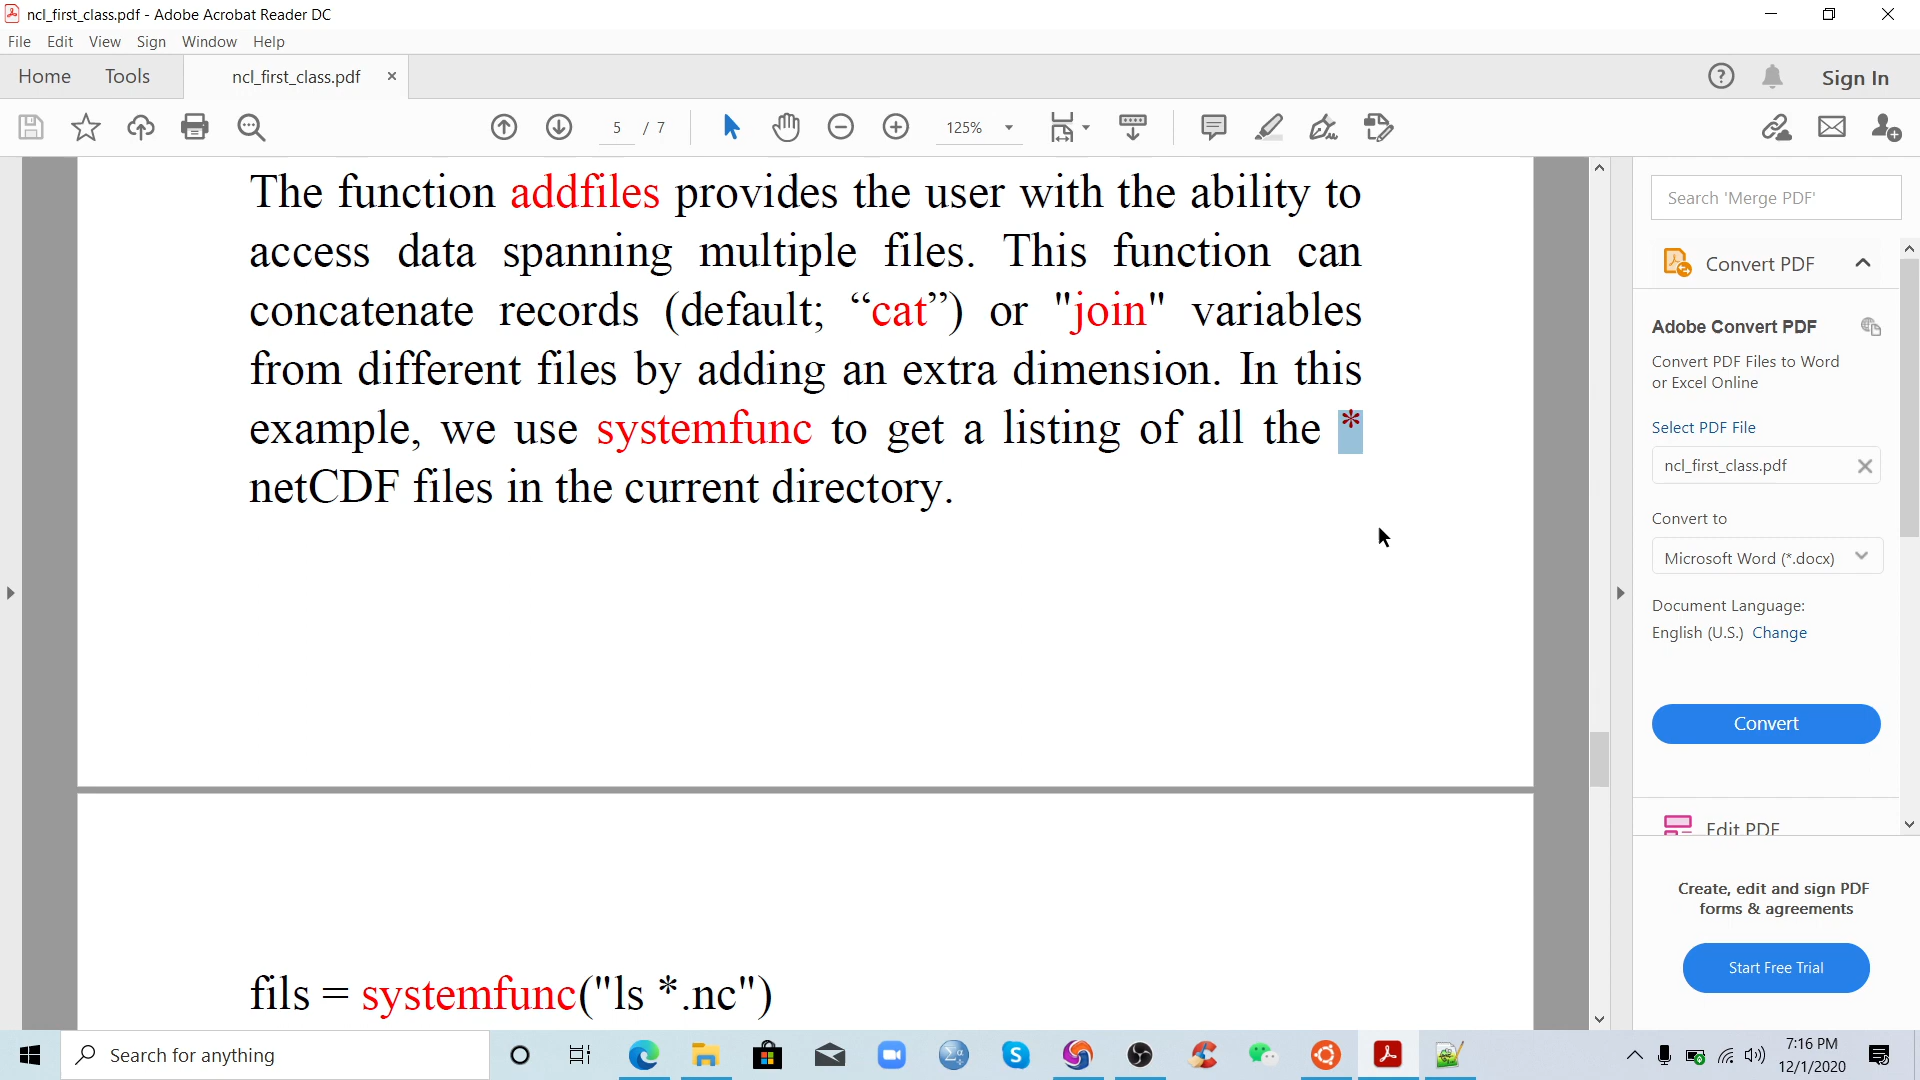 ncl_first_class.pdf - Adobe Acrobat Reader DC
File Edit View Sign Window Help
Home Tools ncl_first_class.pdf × Sign In
5 / 7 125%
The function addfiles provides the user with the ability to
access data spanning multiple files. This function can
concatenate records (default; “cat”) or "join" variables
from different files by adding an extra dimension. In this
example, we use systemfunc to get a listing of all the *
netCDF files in the current directory.
fils = systemfunc("ls *.nc")
Search 'Merge PDF'
Convert PDF
Adobe Convert PDF
Convert PDF Files to Word
or Excel Online
Select PDF File
ncl_first_class.pdf
Convert to
Microsoft Word (*.docx)
Document Language:
English (U.S.) Change
Convert
Edit PDF
Create, edit and sign PDF
forms & agreements
Start Free Trial
Search for anything
7:16 PM
12/1/2020